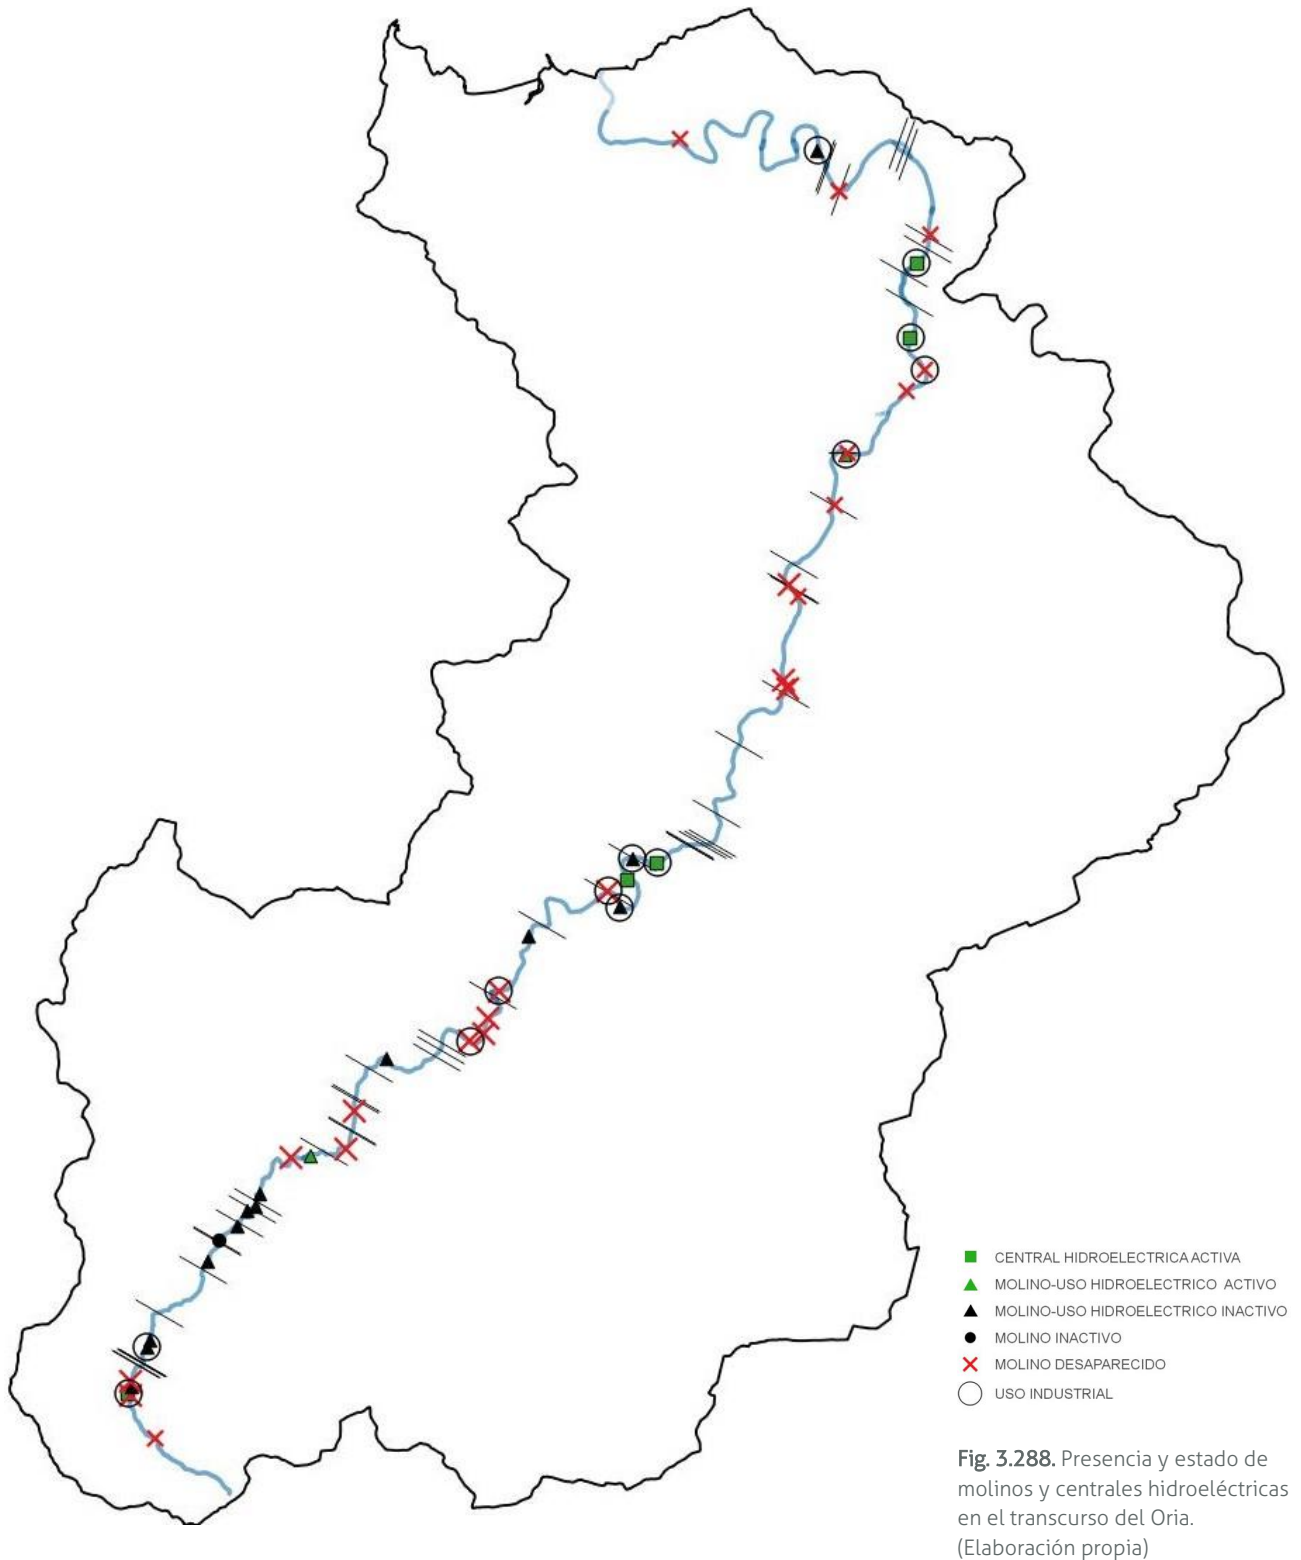 CENTRAL HIDROELECTRICA ACTIVA
MOLINO-USO HIDROELECTRICO ACTIVO
MOLINO-USO HIDROELECTRICO INACTIVO
MOLINO INACTIVO
MOLINO DESAPARECIDO
USO INDUSTRIAL
Fig. 3.288. Presencia y estado de
molinos y centrales hidroeléctricas
en el transcurso del Oria.
(Elaboración propia)